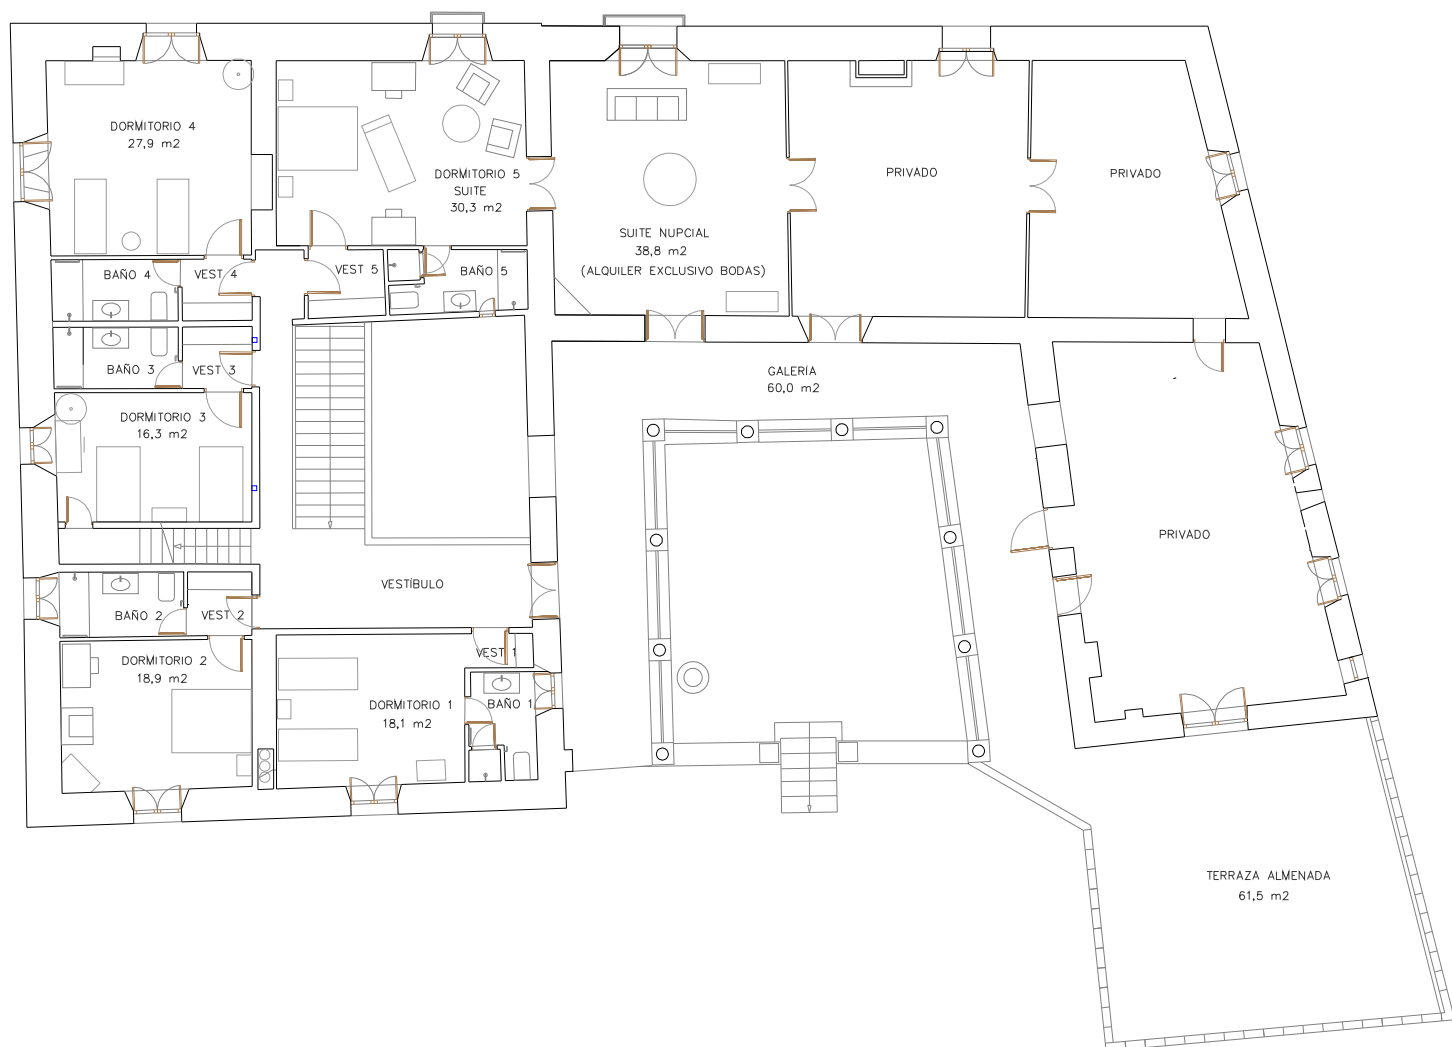 DORMITORIO 4
27,9 m2
DORMITORIO 5
SUITE
30,3 m2
SUITE NUPCIAL
38,8 m2
(ALQUILER EXCLUSIVO BODAS)
PRIVADO
PRIVADO
BAÑO 4
VEST 4
VEST 5
BAÑO 5
BAÑO 3
VEST 3
GALERÍA
60,0 m2
DORMITORIO 3
16,3 m2
PRIVADO
VESTÍBULO
BAÑO 2
VEST 2
DORMITORIO 2
18,9 m2
VEST 1
DORMITORIO 1
18,1 m2
BAÑO 1
TERRAZA ALMENADA
61,5 m2